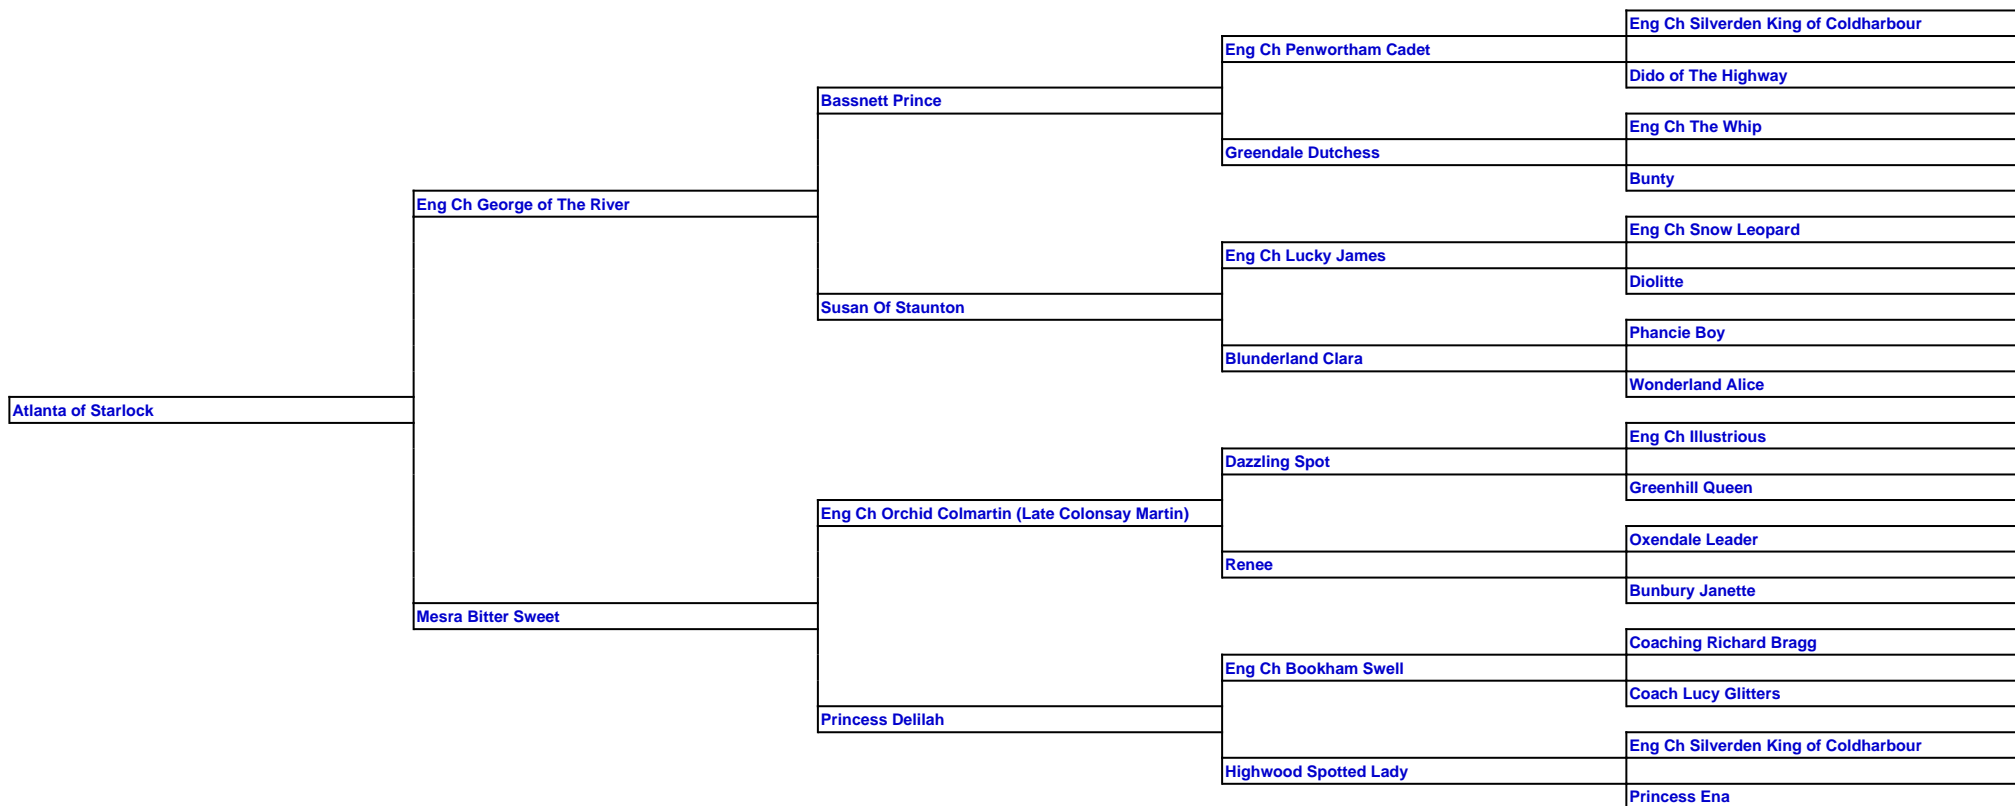 Eng Ch Silverden King of Coldharbour
Eng Ch Penwortham Cadet
Dido of The Highway
Bassnett Prince
Eng Ch The Whip
Greendale Dutchess
Bunty
Eng Ch George of The River
Eng Ch Snow Leopard
Eng Ch Lucky James
Diolitte
Susan Of Staunton
Phancie Boy
Blunderland Clara
Wonderland Alice
Atlanta of Starlock
Eng Ch Illustrious
Dazzling Spot
Greenhill Queen
Eng Ch Orchid Colmartin (Late Colonsay Martin)
Oxendale Leader
Renee
Bunbury Janette
Mesra Bitter Sweet
Coaching Richard Bragg
Eng Ch Bookham Swell
Coach Lucy Glitters
Princess Delilah
Eng Ch Silverden King of Coldharbour
Highwood Spotted Lady
Princess Ena